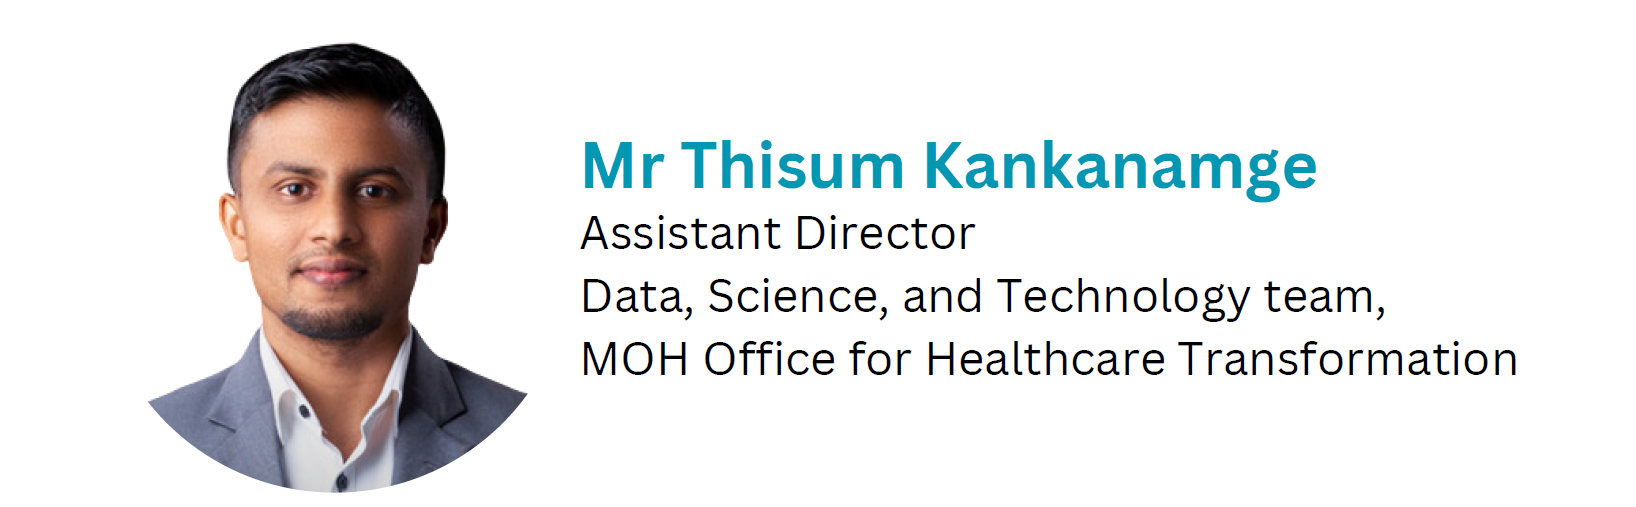 Mr Thisum Kankanamge
Assistant Director
Data, Science, and Technology team,
MOH Office for Healthcare Transformation